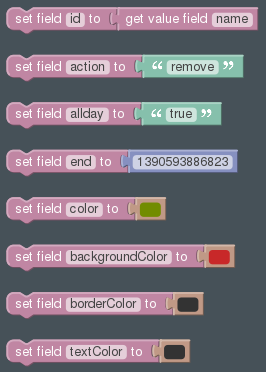 set field id to get value field name
set field action to “ remove ”
set field allday to “ true ”
set field end to 1390593886823
set field color to
set field backgroundColor to
set field borderColor to
set field textColor to